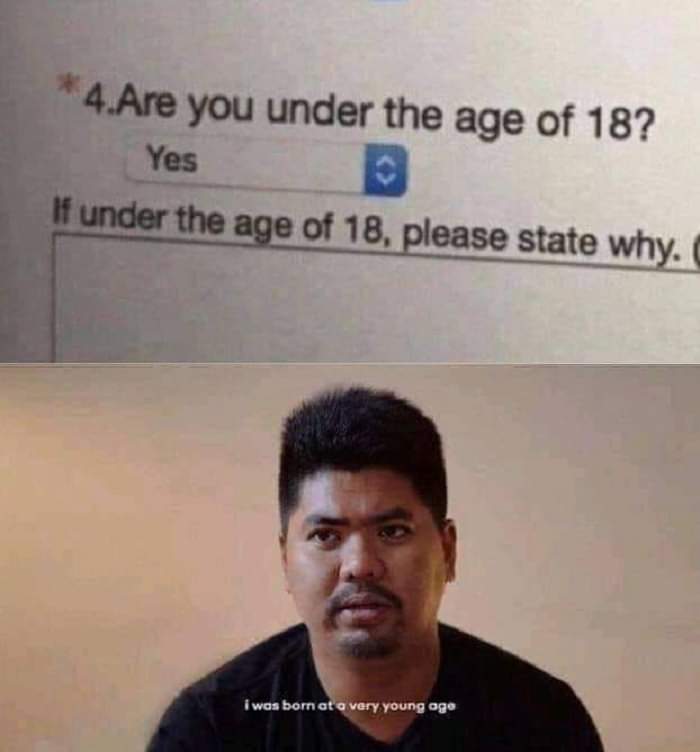 *4.Are you under the age of 18?
Yes
If under the age of 18, please state why. (
i was born at a very young age